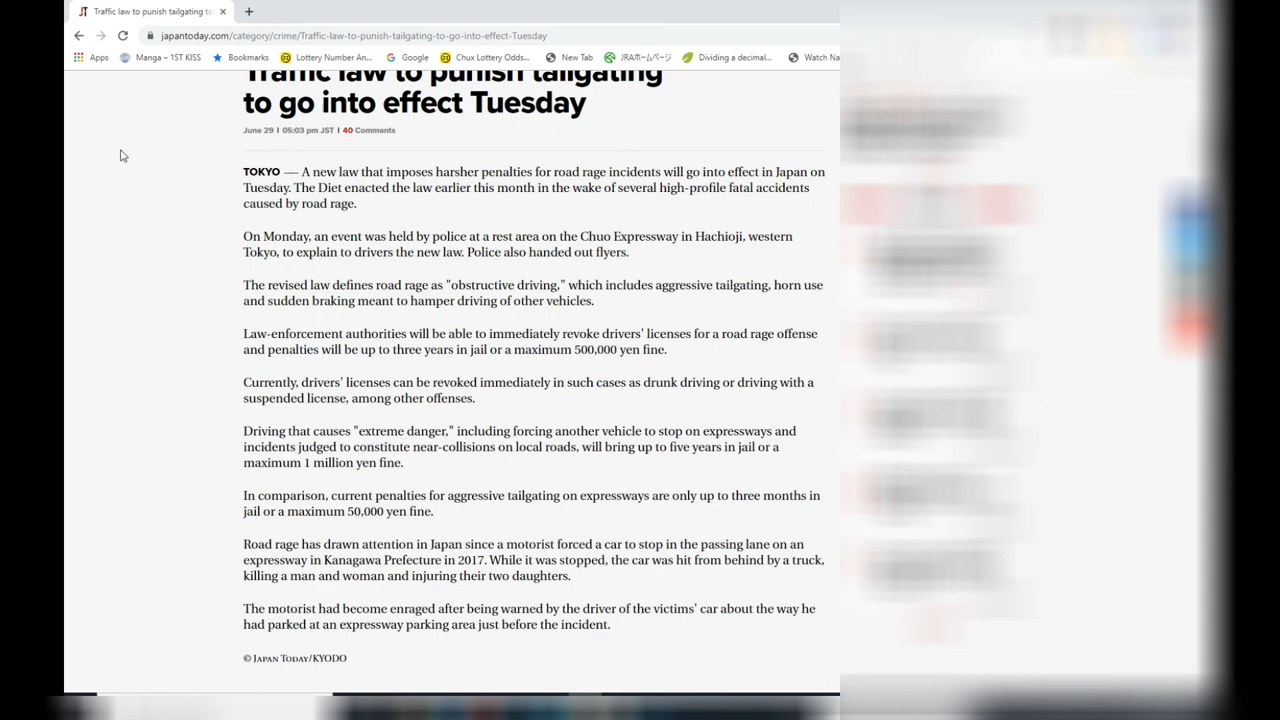 Traffic law to punish tailgating to
japantoday.com/category/crime/Traffic-law-to-punish-tailgating-to-go-into-effect-Tuesday
Apps Manga – 1ST KISS Bookmarks Lottery Number An... Google Chux Lottery Odds... New Tab JRAホームページ Dividing a decimal... Watch Na
Traffic law to punish tailgating
to go into effect Tuesday
June 29 | 05:03 pm JST | 40 Comments
TOKYO — A new law that imposes harsher penalties for road rage incidents will go into effect in Japan on
Tuesday. The Diet enacted the law earlier this month in the wake of several high-profile fatal accidents
caused by road rage.
On Monday, an event was held by police at a rest area on the Chuo Expressway in Hachioji, western
Tokyo, to explain to drivers the new law. Police also handed out flyers.
The revised law defines road rage as "obstructive driving," which includes aggressive tailgating, horn use
and sudden braking meant to hamper driving of other vehicles.
Law-enforcement authorities will be able to immediately revoke drivers' licenses for a road rage offense
and penalties will be up to three years in jail or a maximum 500,000 yen fine.
Currently, drivers' licenses can be revoked immediately in such cases as drunk driving or driving with a
suspended license, among other offenses.
Driving that causes "extreme danger," including forcing another vehicle to stop on expressways and
incidents judged to constitute near-collisions on local roads, will bring up to five years in jail or a
maximum 1 million yen fine.
In comparison, current penalties for aggressive tailgating on expressways are only up to three months in
jail or a maximum 50,000 yen fine.
Road rage has drawn attention in Japan since a motorist forced a car to stop in the passing lane on an
expressway in Kanagawa Prefecture in 2017. While it was stopped, the car was hit from behind by a truck,
killing a man and woman and injuring their two daughters.
The motorist had become enraged after being warned by the driver of the victims' car about the way he
had parked at an expressway parking area just before the incident.
© Japan Today/KYODO